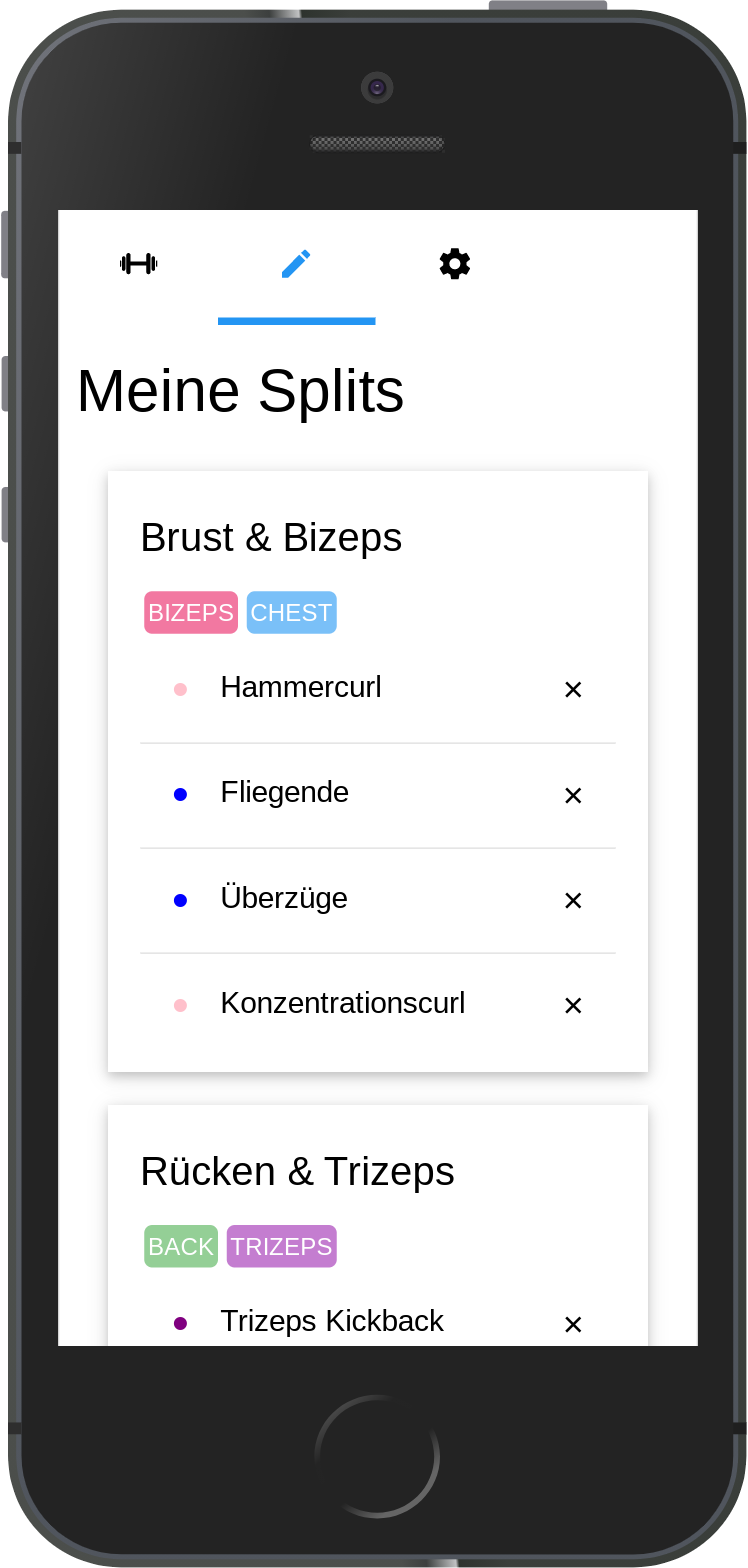 Meine Splits
Brust & Bizeps
BIZEPS CHEST
Hammercurl ×
Fliegende ×
Überzüge ×
Konzentrationscurl ×
Rücken & Trizeps
BACK TRIZEPS
Trizeps Kickback ×